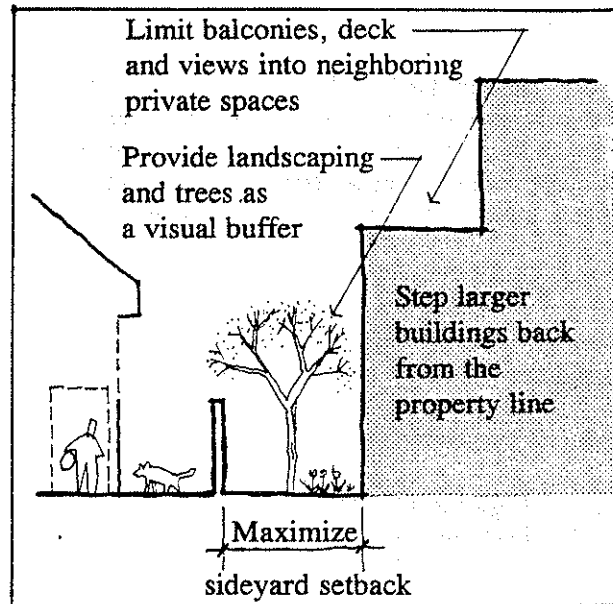 Limit balconies, deck
and views into neighboring
private spaces
Provide landscaping
and trees as
a visual buffer
Step larger
buildings back
from the
property line
Maximize
sideyard setback